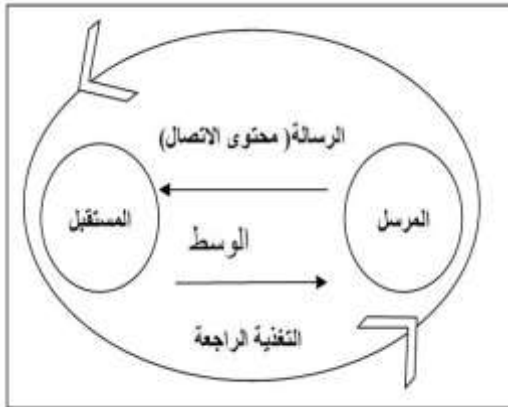 الرسالة( محتوى الاتصال)
المرسل
المستقبل
الوسط
التغذية الراجعة